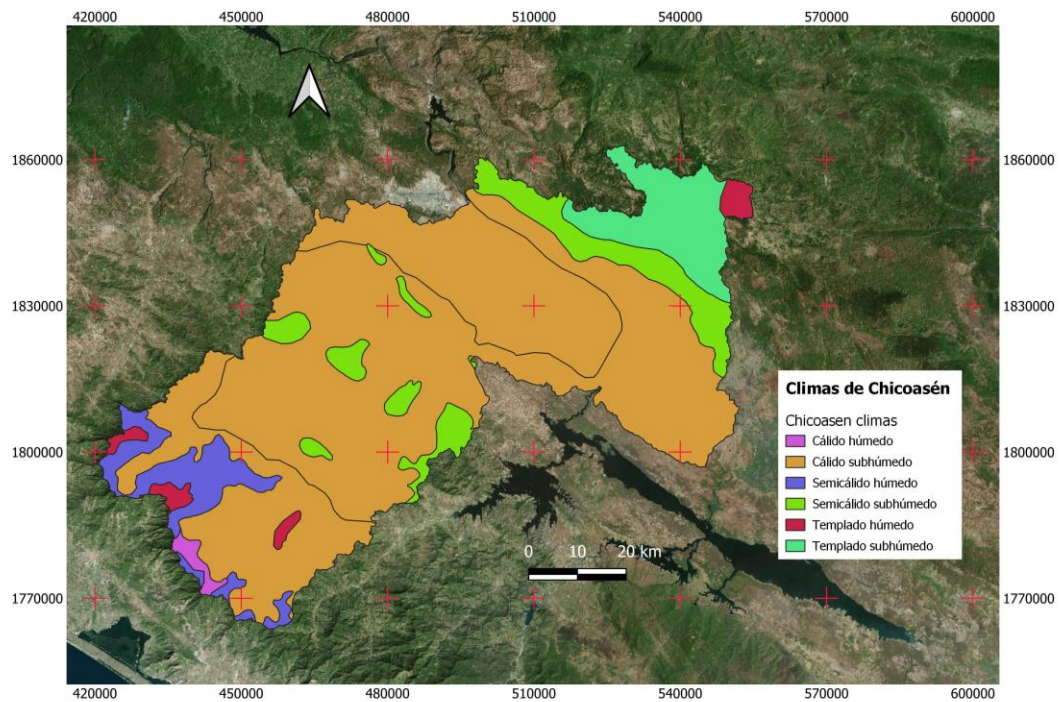 420000 450000 480000 510000 540000 570000 600000
1860000 1860000
1830000 1830000
Climas de Chicoasén
Chicoasen climas
Cálido húmedo
Cálido subhúmedo
Semicálido húmedo
Semicálido subhúmedo
Templado húmedo
Templado subhúmedo
1800000 1800000
0 10 20 km
1770000 1770000
420000 450000 480000 510000 540000 570000 600000